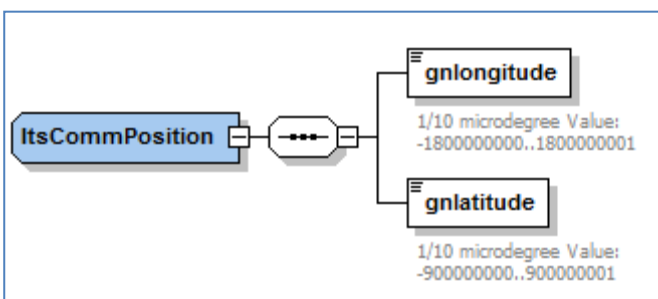 ItsCommPosition
gnlongitude
1/10 microdegree Value:
-1800000000..1800000001
gnlatitude
1/10 microdegree Value:
-900000000..900000001